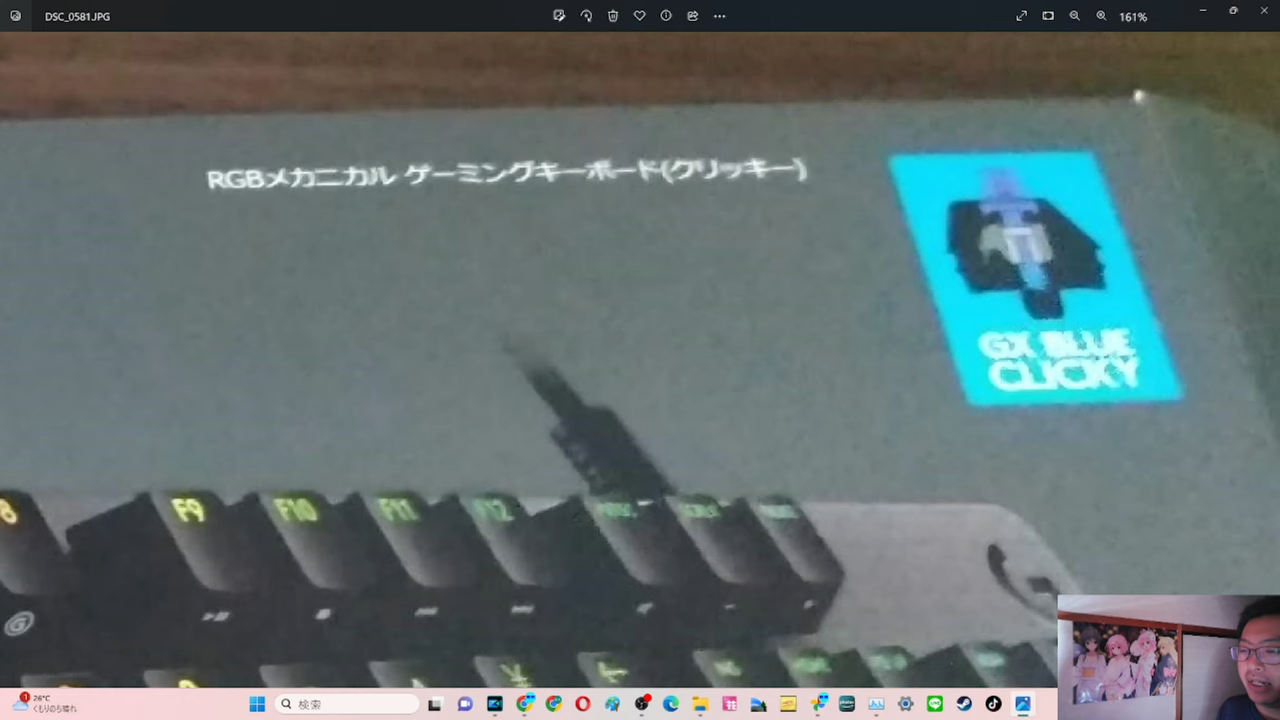 DSC_0581.JPG
161%
RGBメカニカル ゲーミングキーボード(クリッキー)
GX BLUE
CLICKY
8
F9
F10
F11
F12
G
¥
1
26°C
くもりのち晴れ
検索